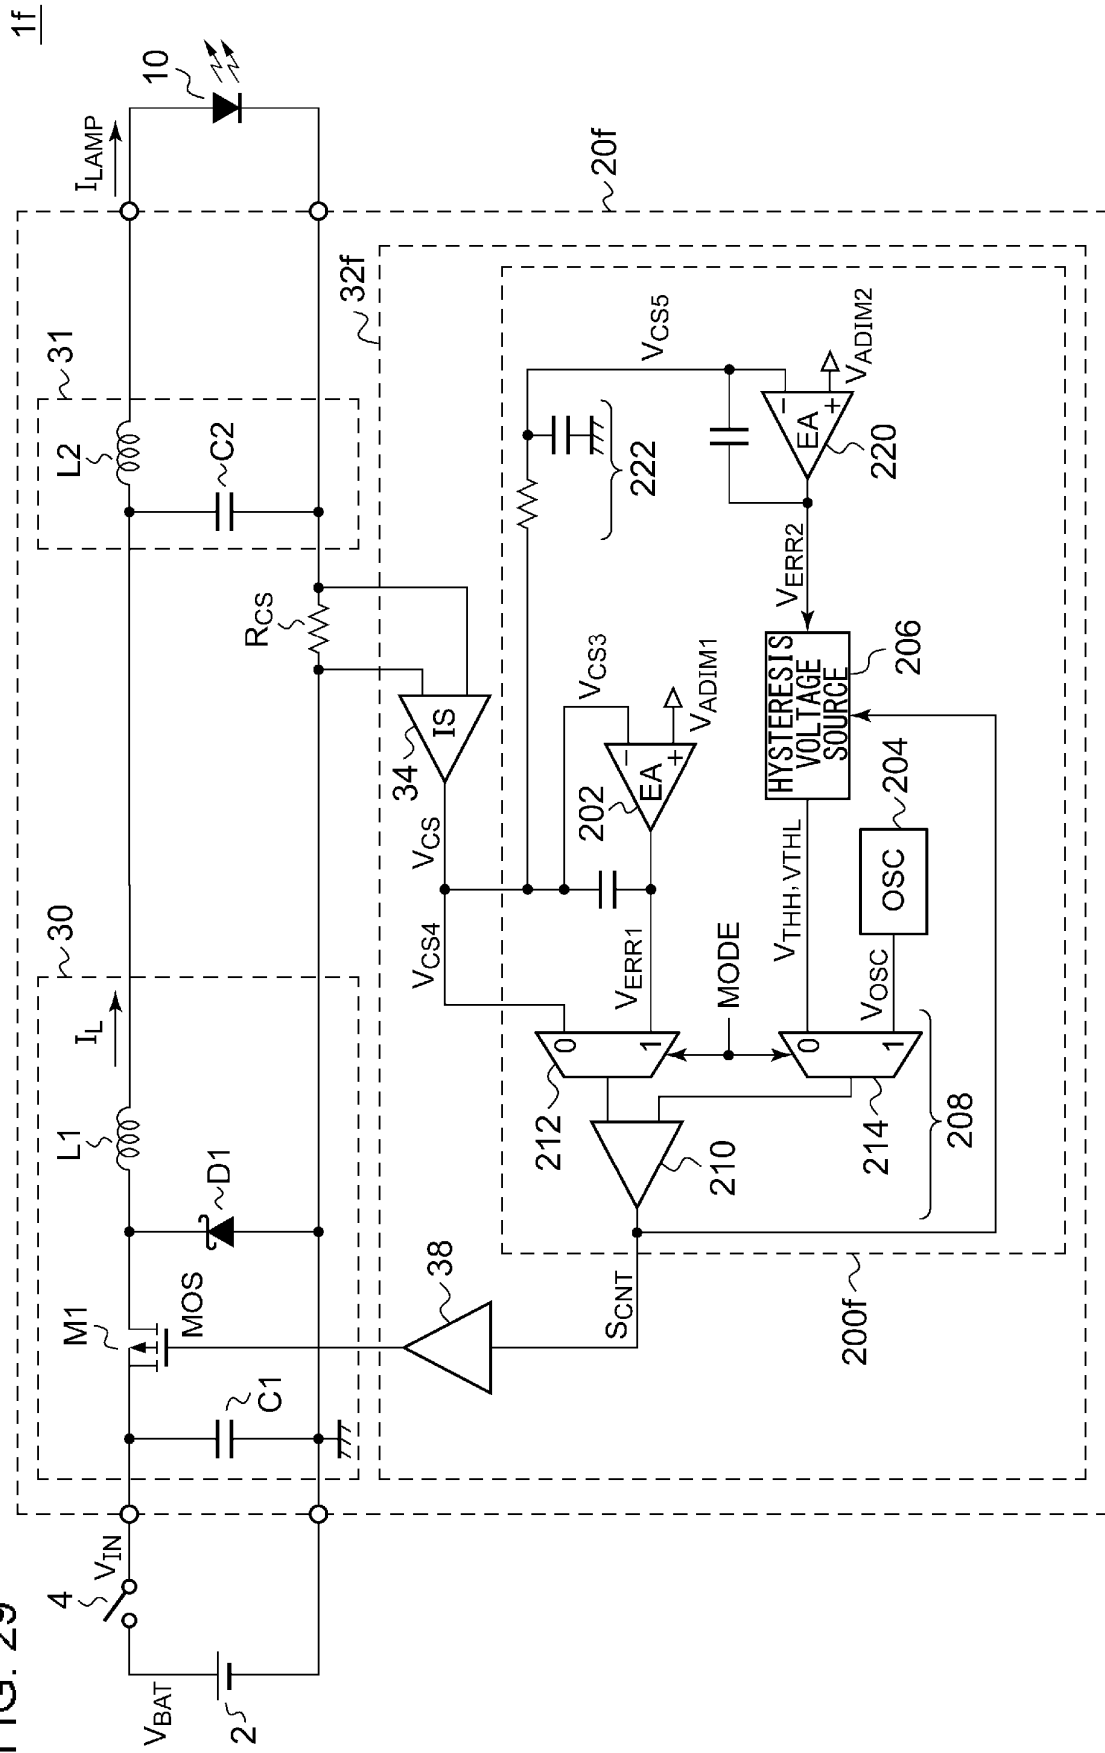 FIG. 29
1f
ILAMP
10
20f
31
L2
C2
32f
30
IL
L1
D1
M1
MOS
C1
VIN
4
VBAT
2
RCS
34
IS
VCS
VCS4
VCS3
VCS5
222
202
EA
−
+
VADIM1
VERR1
EA
−
+
VADIM2
220
VERR2
HYSTERESIS
VOLTAGE
SOURCE
206
VTHH, VTHL
OSC
204
VOSC
MODE
0
1
212
0
1
214
208
210
SCNT
38
200f